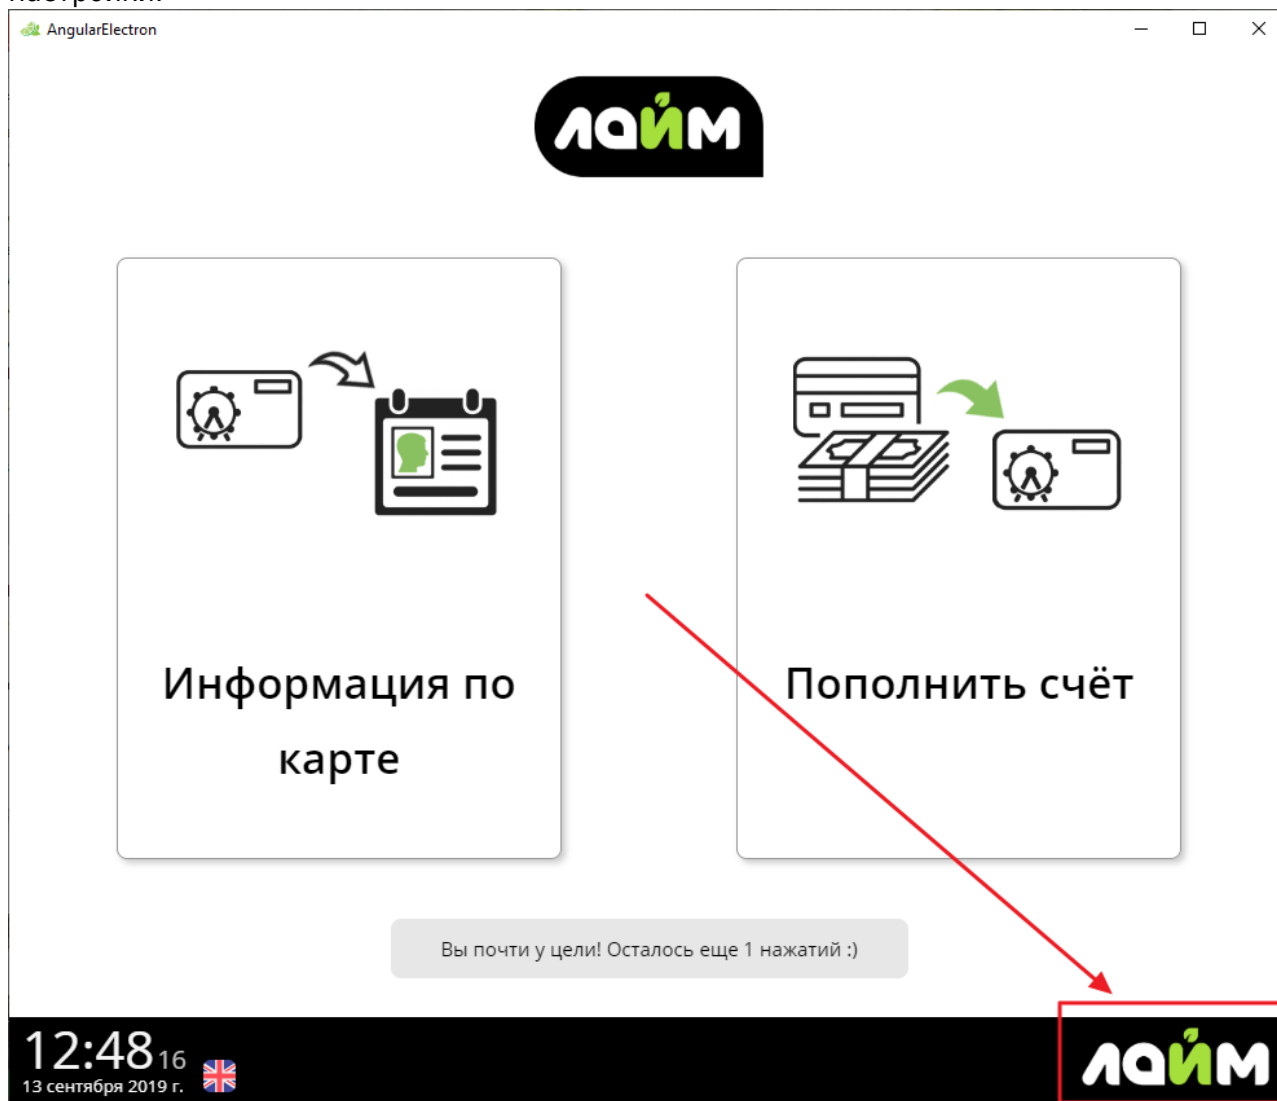 настройки.
AngularElectron
лайм
Информация по
карте
Пополнить счёт
Вы почти у цели! Осталось еще 1 нажатий :)
12:48 16
13 сентября 2019 г.
лайм